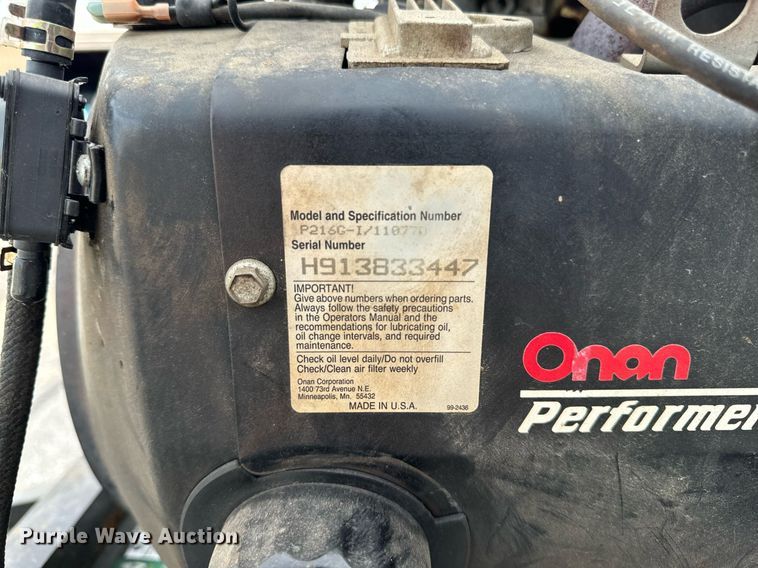 RESIST
Model and Specification Number
P216G-I/11077D
Serial Number
H913833447
IMPORTANT!
Give above numbers when ordering parts.
Always follow the safety precautions
in the Operators Manual and the
recommendations for lubricating oil,
oil change intervals, and required
maintenance.
Check oil level daily/Do not overfill
Check/Clean air filter weekly
Onan Corporation
1400 73rd Avenue N.E.
Minneapolis, Mn. 55432
MADE IN U.S.A.
99-2436
Onan
Performer
Purple Wave Auction